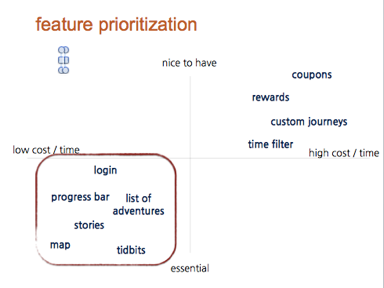 feature prioritization
nice to have
coupons
rewards
custom journeys
time filter
low cost / time
high cost / time
login
progress bar
list of
adventures
stories
map
tidbits
essential